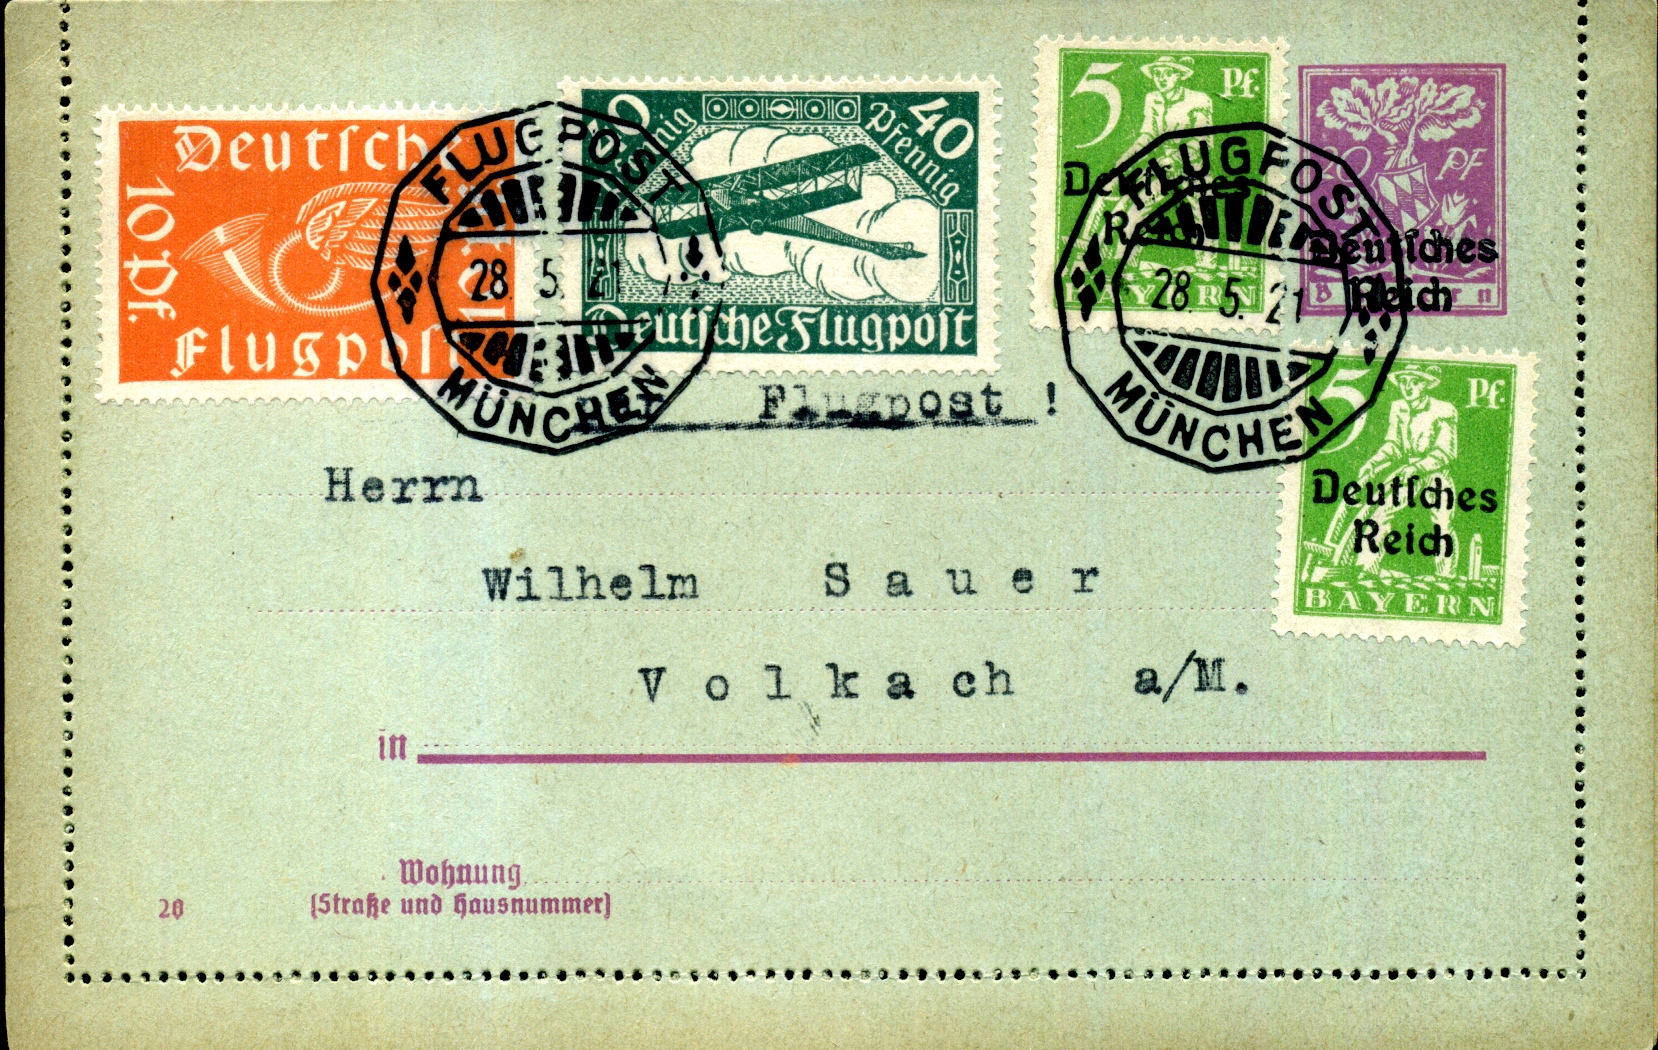 Deutsche
10 Pf.
Flugpost
40
Pfennig
Deutsche Flugpost
5 Pf.
Deutsches
Reich
BAYERN
PF
Deutsches
Reich
FLUGPOST
28. 5. 21
MÜNCHEN
FLUGPOST
28. 5. 21
MÜNCHEN
5 Pf.
Deutsches
Reich
BAYERN
Per Flugpost !
Herrn
Wilhelm Sauer
Volkach a/M.
in
Wohnung
(Straße und Hausnummer)
20